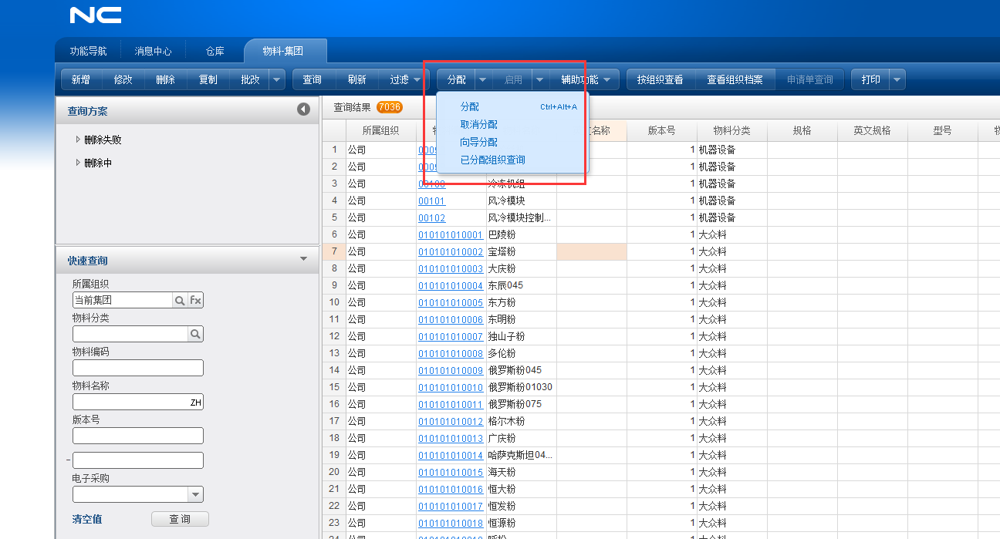 NC
功能导航 消息中心 仓库 物料-集团
新增 修改 删除 复制 批改 查询 刷新 过滤 分配 启用 辅助功能 按组织查看 查看组织档案 申请单查询 打印
查询方案
删除失败
删除中
快速查询
所属组织
当前集团 fx
物料分类
物料编码
物料名称
ZH
版本号
-
电子采购
清空值 查询
查询结果 7036
分配 Ctrl+Alt+A
取消分配
向导分配
已分配组织查询
所属组织 名称 版本号 物料分类 规格 英文规格 型号
1 公司 1 机器设备
2 公司 1 机器设备
3 公司 00100 冷冻机组 1 机器设备
4 公司 00101 风冷模块 1 机器设备
5 公司 00102 风冷模块控制... 1 机器设备
6 公司 010101010001 巴陵粉 1 大众料
7 公司 010101010002 宝塔粉 1 大众料
8 公司 010101010003 大庆粉 1 大众料
9 公司 010101010004 东辰045 1 大众料
10 公司 010101010005 东方粉 1 大众料
11 公司 010101010006 东明粉 1 大众料
12 公司 010101010007 独山子粉 1 大众料
13 公司 010101010008 多伦粉 1 大众料
14 公司 010101010009 俄罗斯粉045 1 大众料
15 公司 010101010010 俄罗斯粉01030 1 大众料
16 公司 010101010011 俄罗斯粉075 1 大众料
17 公司 010101010012 格尔木粉 1 大众料
18 公司 010101010013 广庆粉 1 大众料
19 公司 010101010014 哈萨克斯坦04... 1 大众料
20 公司 010101010015 海天粉 1 大众料
21 公司 010101010016 恒大粉 1 大众料
22 公司 010101010017 恒发粉 1 大众料
23 公司 010101010018 恒源粉 1 大众料